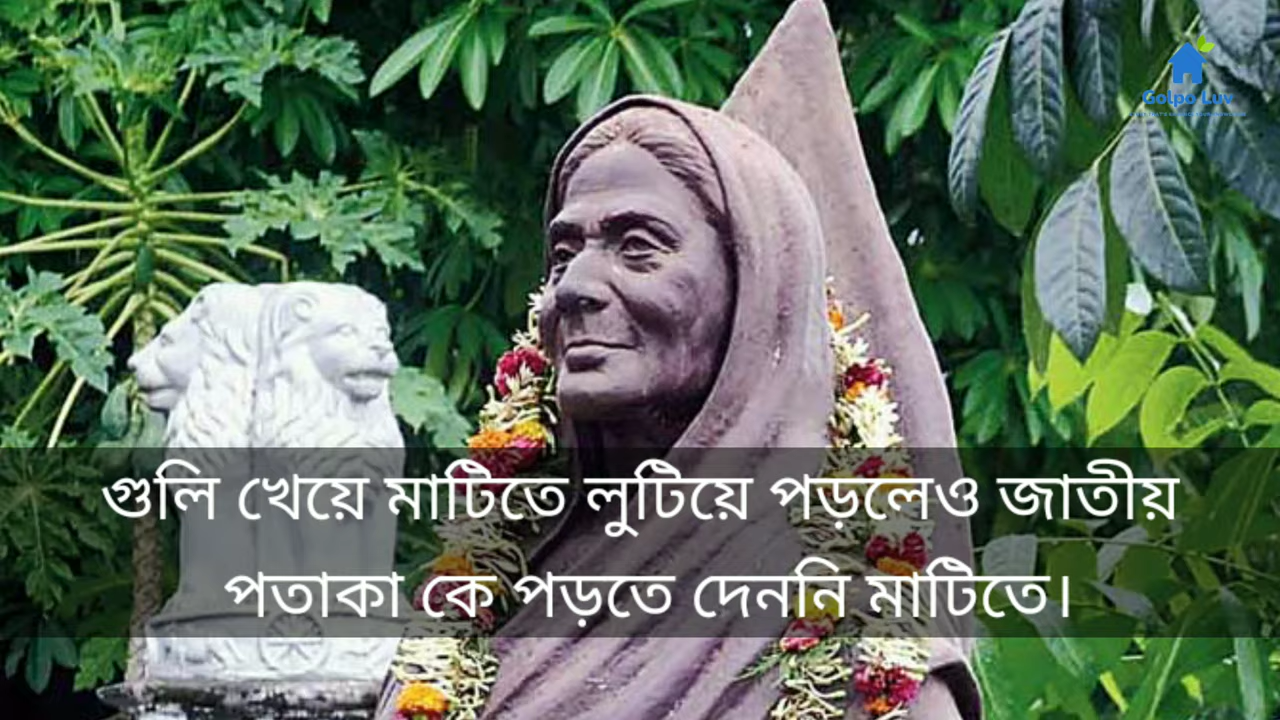 Golpo Luv
গুলি খেয়ে মাটিতে লুটিয়ে পড়লেও জাতীয়
পতাকা কে পড়তে দেননি মাটিতে।